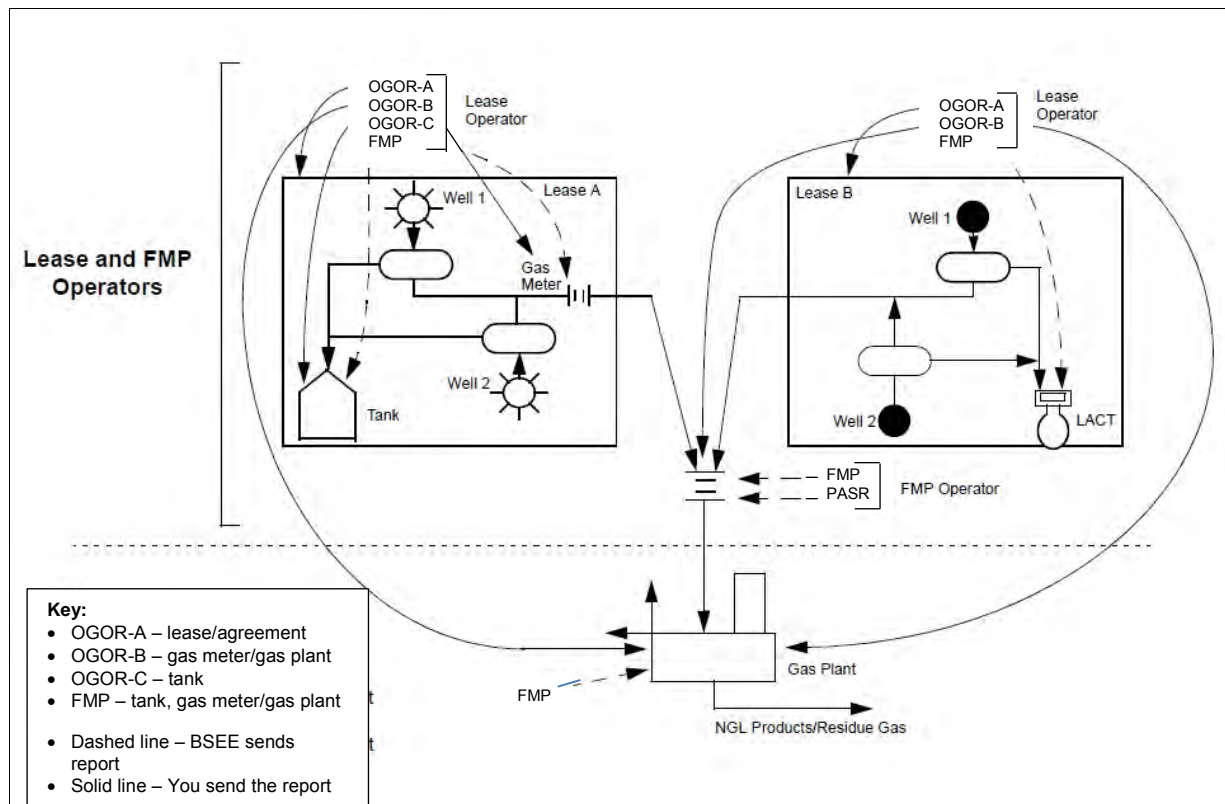 OGOR-A
OGOR-B
OGOR-C
FMP
Lease
Operator
OGOR-A
OGOR-B
FMP
Lease
Operator
Lease and FMP
Operators
Lease A
Well 1
Gas
Meter
Well 2
Tank
Lease B
Well 1
Well 2
LACT
FMP
PASR
FMP Operator
Gas Plant
FMP
NGL Products/Residue Gas
Key:
• OGOR-A – lease/agreement
• OGOR-B – gas meter/gas plant
• OGOR-C – tank
• FMP – tank, gas meter/gas plant
t
• Dashed line – BSEE sends
report
t
• Solid line – You send the report